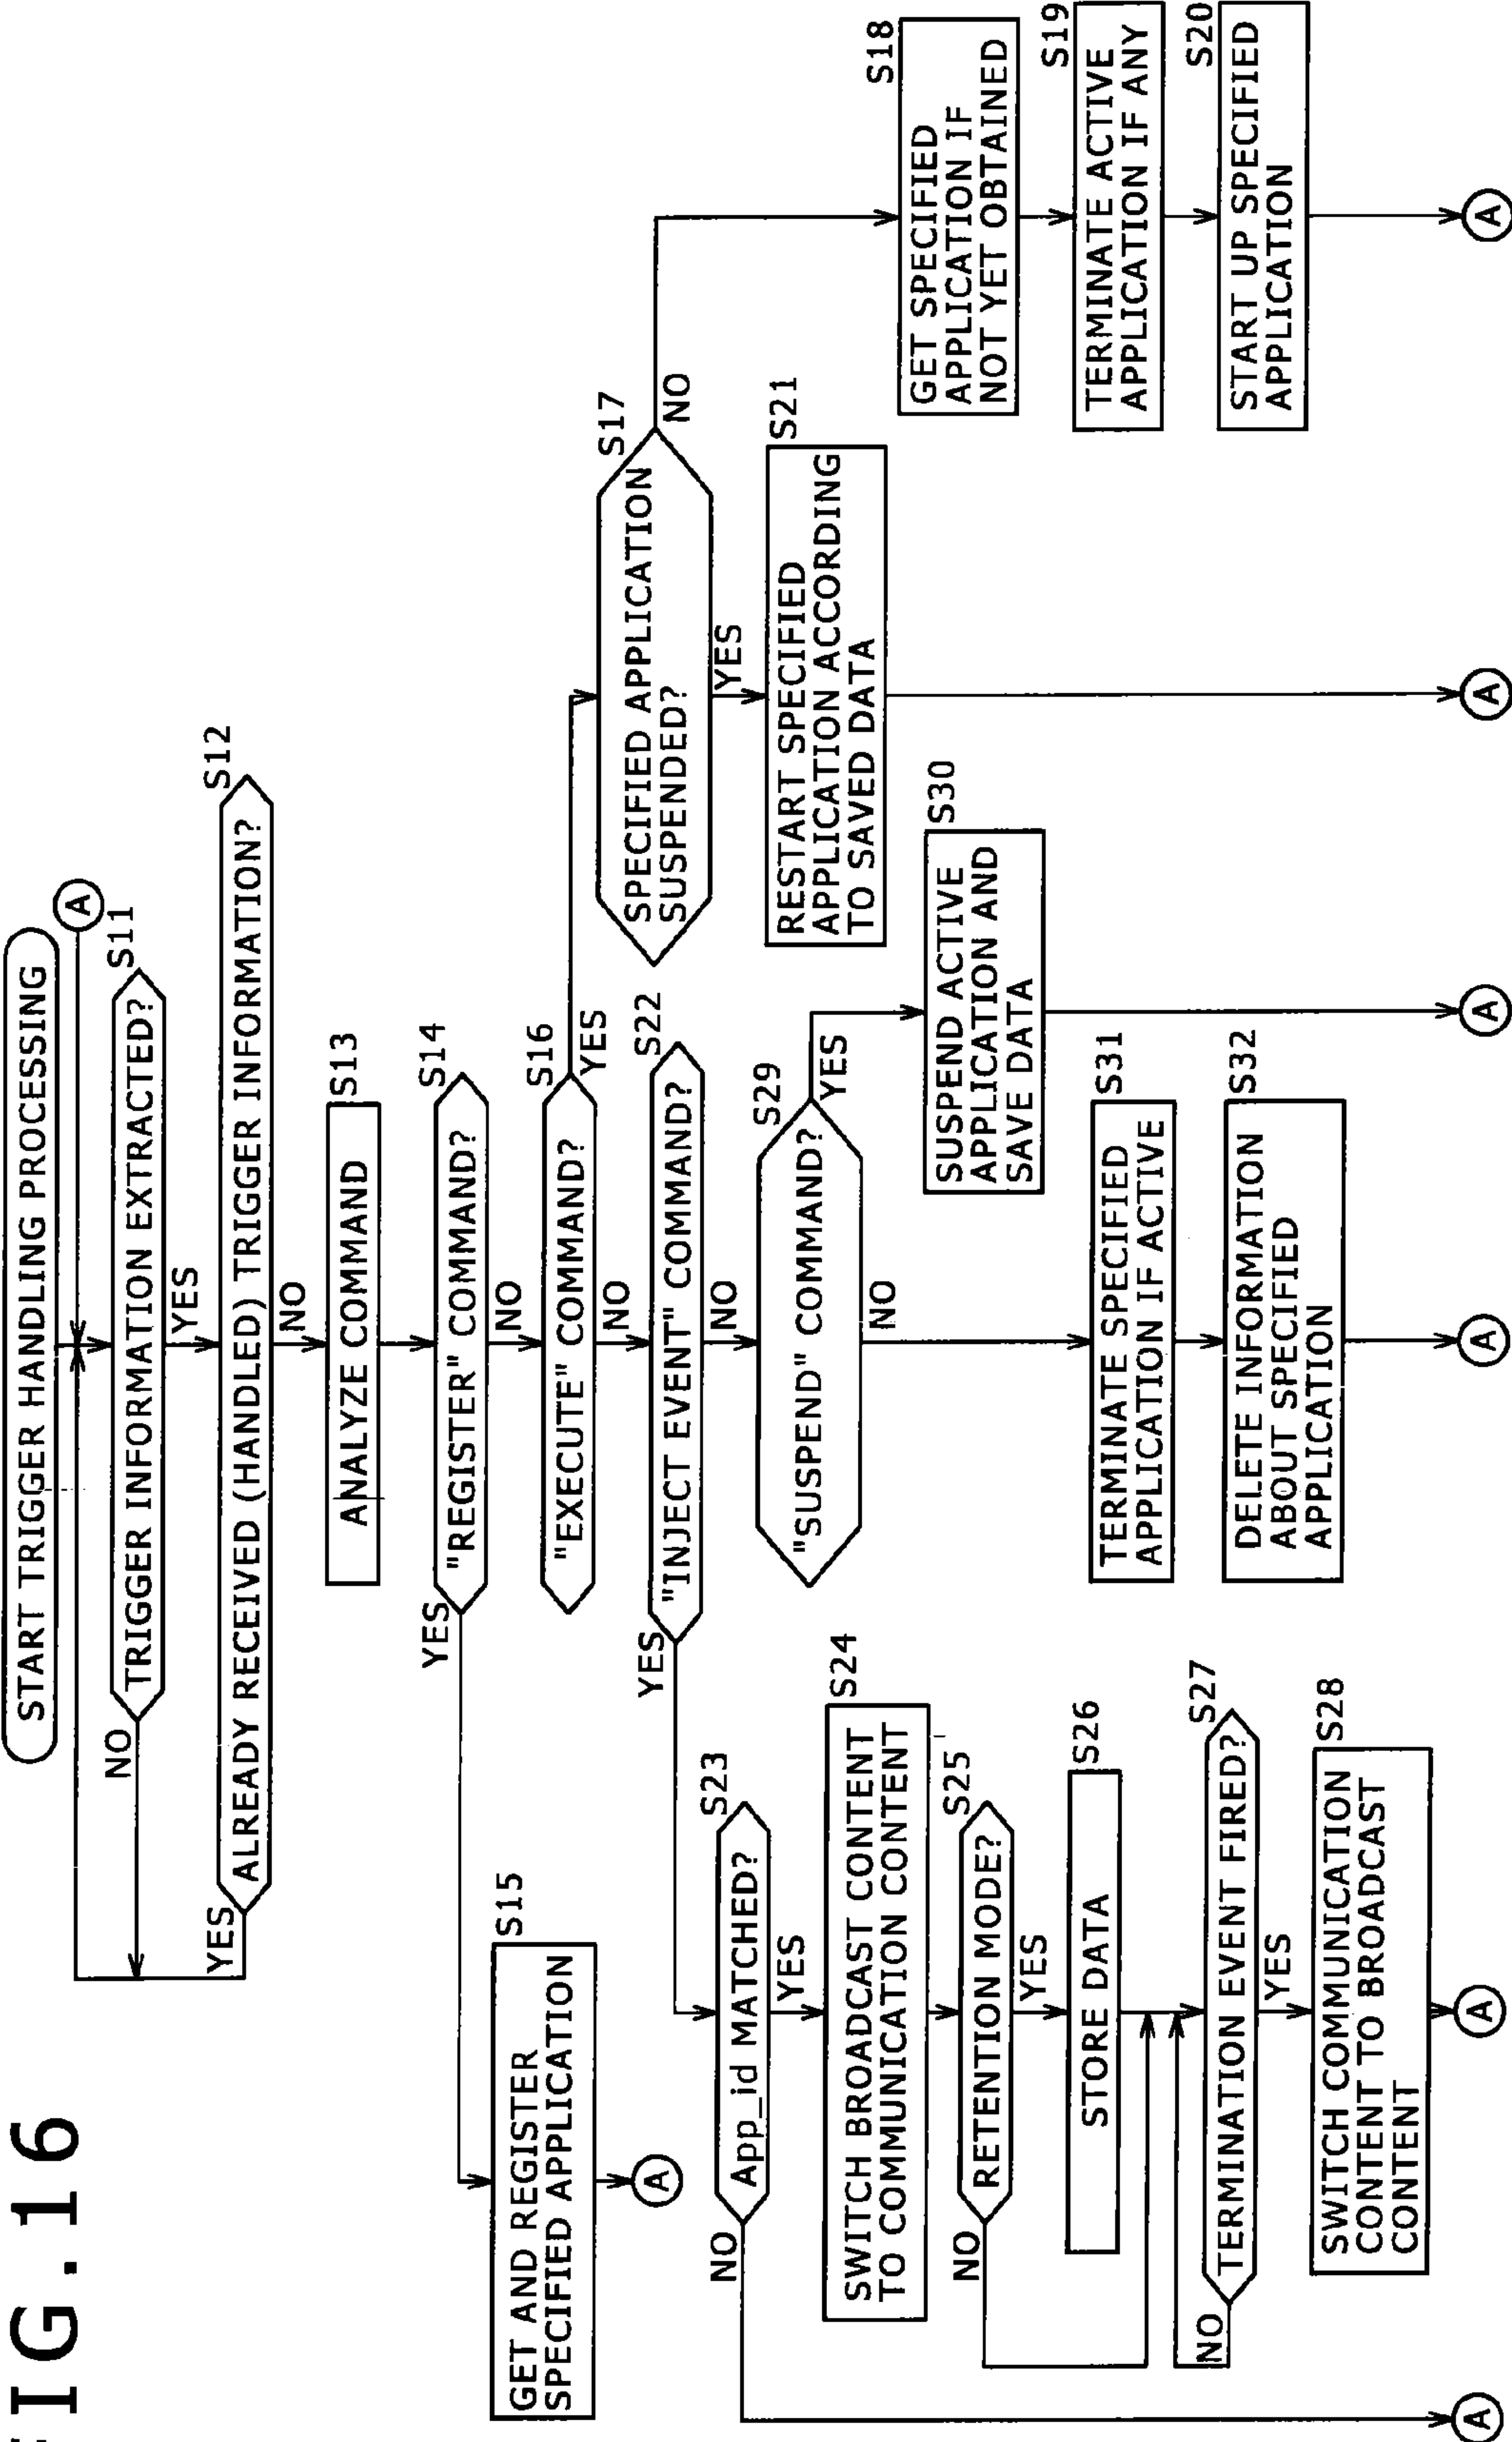 FIG.16
START TRIGGER HANDLING PROCESSING
A
S11
TRIGGER INFORMATION EXTRACTED?
NO
YES
S12
ALREADY RECEIVED (HANDLED) TRIGGER INFORMATION?
YES
NO
S13
ANALYZE COMMAND
S14
"REGISTER" COMMAND?
YES
NO
S15
GET AND REGISTER
SPECIFIED APPLICATION
A
S16
"EXECUTE" COMMAND?
YES
NO
S17
SPECIFIED APPLICATION
SUSPENDED?
NO
YES
S18
GET SPECIFIED
APPLICATION IF
NOT YET OBTAINED
S19
TERMINATE ACTIVE
APPLICATION IF ANY
S20
START UP SPECIFIED
APPLICATION
A
S21
RESTART SPECIFIED
APPLICATION ACCORDING
TO SAVED DATA
A
S22
"INJECT EVENT" COMMAND?
YES
NO
S23
App_id MATCHED?
NO
YES
S24
SWITCH BROADCAST CONTENT
TO COMMUNICATION CONTENT
S25
RETENTION MODE?
NO
YES
S26
STORE DATA
S27
TERMINATION EVENT FIRED?
NO
YES
S28
SWITCH COMMUNICATION
CONTENT TO BROADCAST
CONTENT
A
A
S29
"SUSPEND" COMMAND?
YES
NO
S30
SUSPEND ACTIVE
APPLICATION AND
SAVE DATA
A
S31
TERMINATE SPECIFIED
APPLICATION IF ACTIVE
S32
DELETE INFORMATION
ABOUT SPECIFIED
APPLICATION
A